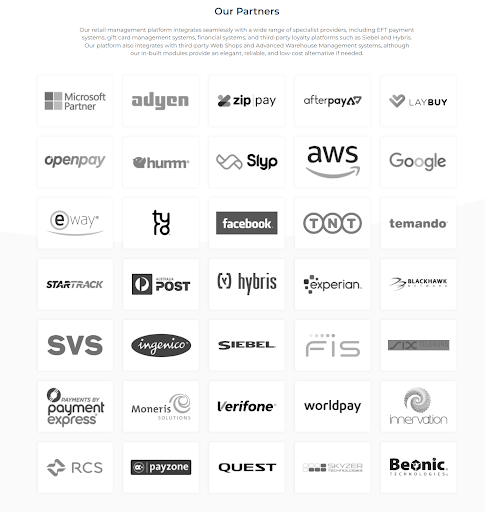 Our Partners
Our retail management platform integrates seamlessly with a wide range of specialist providers, including EFT payment
systems, gift card management systems, financial systems, and third-party loyalty platforms such as Siebel and Hybris.
Our platform also integrates with third-party Web Shops and Advanced Warehouse Management systems, although
our in-built modules provide an elegant, reliable, and low-cost alternative if needed.
Microsoft
Partner
adyen
zip pay
afterpay
LAYBUY
openpay
humm
Slyp
aws
Google
eway
tyro
facebook
TNT
temando
STARTRACK
AUSTRALIA
POST
(y) hybris
experian.
BLACKHAWK
NETWORK
SVS
ingenico
SIEBEL
FIS
SIX
PAYMENTS BY
payment
express
Moneris
SOLUTIONS
Verifone
worldpay
innervation
RCS
payzone
QUEST
SKYZER
TECHNOLOGIES
Beonic
TECHNOLOGIES